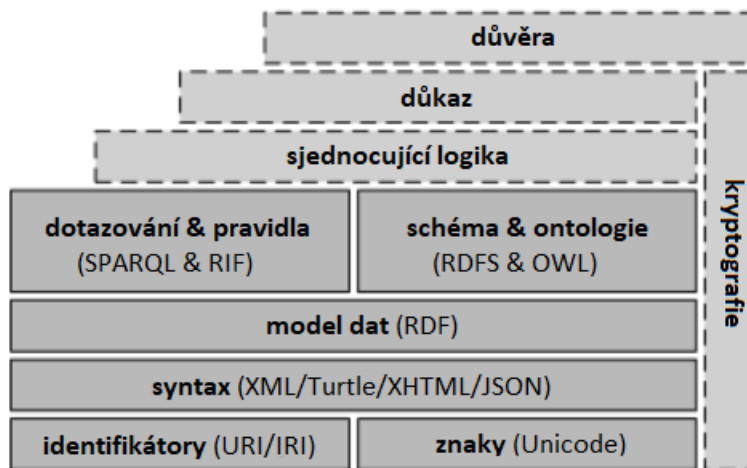 důvěra
důkaz
sjednocující logika
kryptografie
dotazování & pravidla
(SPARQL & RIF)
schéma & ontologie
(RDFS & OWL)
model dat (RDF)
syntax (XML/Turtle/XHTML/JSON)
identifikátory (URI/IRI)
znaky (Unicode)